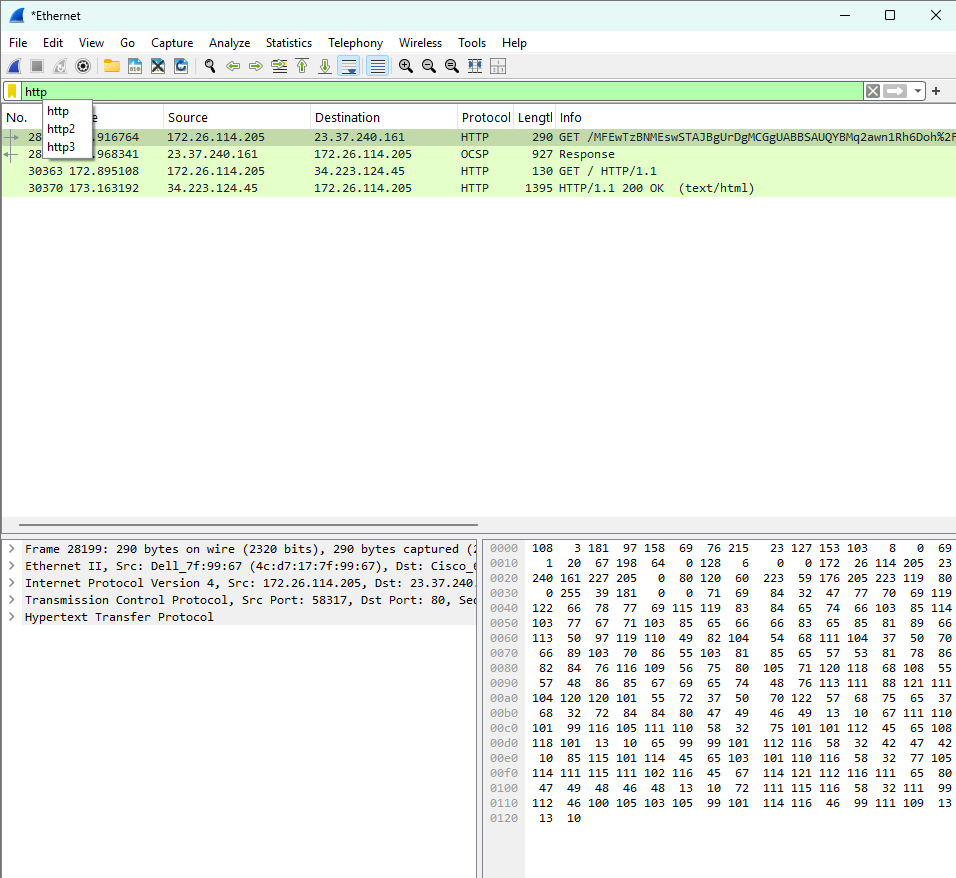 *Ethernet
File Edit View Go Capture Analyze Statistics Telephony Wireless Tools Help
http
http
http2
http3
No. Source Destination Protocol Lengtl Info
28 .916764 172.26.114.205 23.37.240.161 HTTP 290 GET /MFEwTzBNMEswSTAJBgUrDgMCGgUABBSAUQYBMq2awn1Rh6Doh%2F
28 .968341 23.37.240.161 172.26.114.205 OCSP 927 Response
30363 172.895108 172.26.114.205 34.223.124.45 HTTP 130 GET / HTTP/1.1
30370 173.163192 34.223.124.45 172.26.114.205 HTTP 1395 HTTP/1.1 200 OK (text/html)
Frame 28199: 290 bytes on wire (2320 bits), 290 bytes captured (2
Ethernet II, Src: Dell_7f:99:67 (4c:d7:17:7f:99:67), Dst: Cisco_
Internet Protocol Version 4, Src: 172.26.114.205, Dst: 23.37.240.
Transmission Control Protocol, Src Port: 58317, Dst Port: 80, Sec
Hypertext Transfer Protocol
0000 108 3 181 97 158 69 76 215 23 127 153 103 8 0 69
0010 1 20 67 198 64 0 128 6 0 0 172 26 114 205 23
0020 240 161 227 205 0 80 120 60 223 59 176 205 223 119 80
0030 0 255 39 181 0 0 71 69 84 32 47 77 70 69 119
0040 122 66 78 77 69 115 119 83 84 65 74 66 103 85 114
0050 103 77 67 71 103 85 65 66 66 83 65 85 81 89 66
0060 113 50 97 119 110 49 82 104 54 68 111 104 37 50 70
0070 66 89 103 70 86 55 103 81 85 65 57 53 81 78 86
0080 82 84 76 116 109 56 75 80 105 71 120 118 68 108 55
0090 57 48 86 85 67 69 65 74 48 76 113 111 88 121 111
00a0 104 120 120 101 55 72 37 50 70 122 57 68 75 65 37
00b0 68 32 72 84 84 80 47 49 46 49 13 10 67 111 110
00c0 101 99 116 105 111 110 58 32 75 101 101 112 45 65 108
00d0 118 101 13 10 65 99 99 101 112 116 58 32 42 47 42
00e0 10 85 115 101 114 45 65 103 101 110 116 58 32 77 105
00f0 114 111 115 111 102 116 45 67 114 121 112 116 111 65 80
0100 47 49 48 46 48 13 10 72 111 115 116 58 32 111 99
0110 112 46 100 105 103 105 99 101 114 116 46 99 111 109 13
0120 13 10